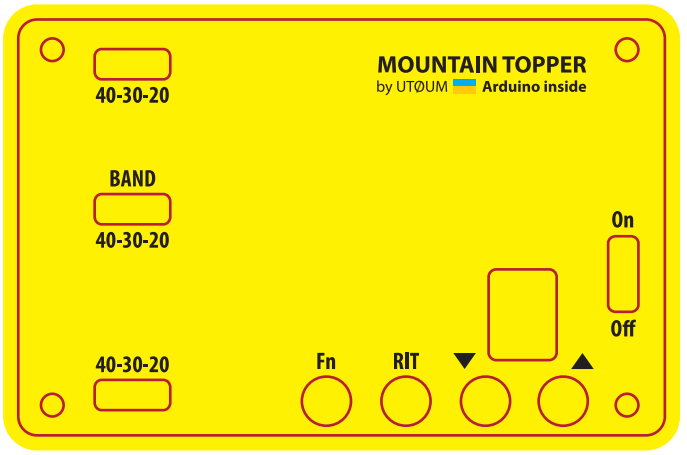 MOUNTAIN TOPPER
by UTØUM Arduino inside
40-30-20
BAND
40-30-20
On
Off
40-30-20
Fn
RIT